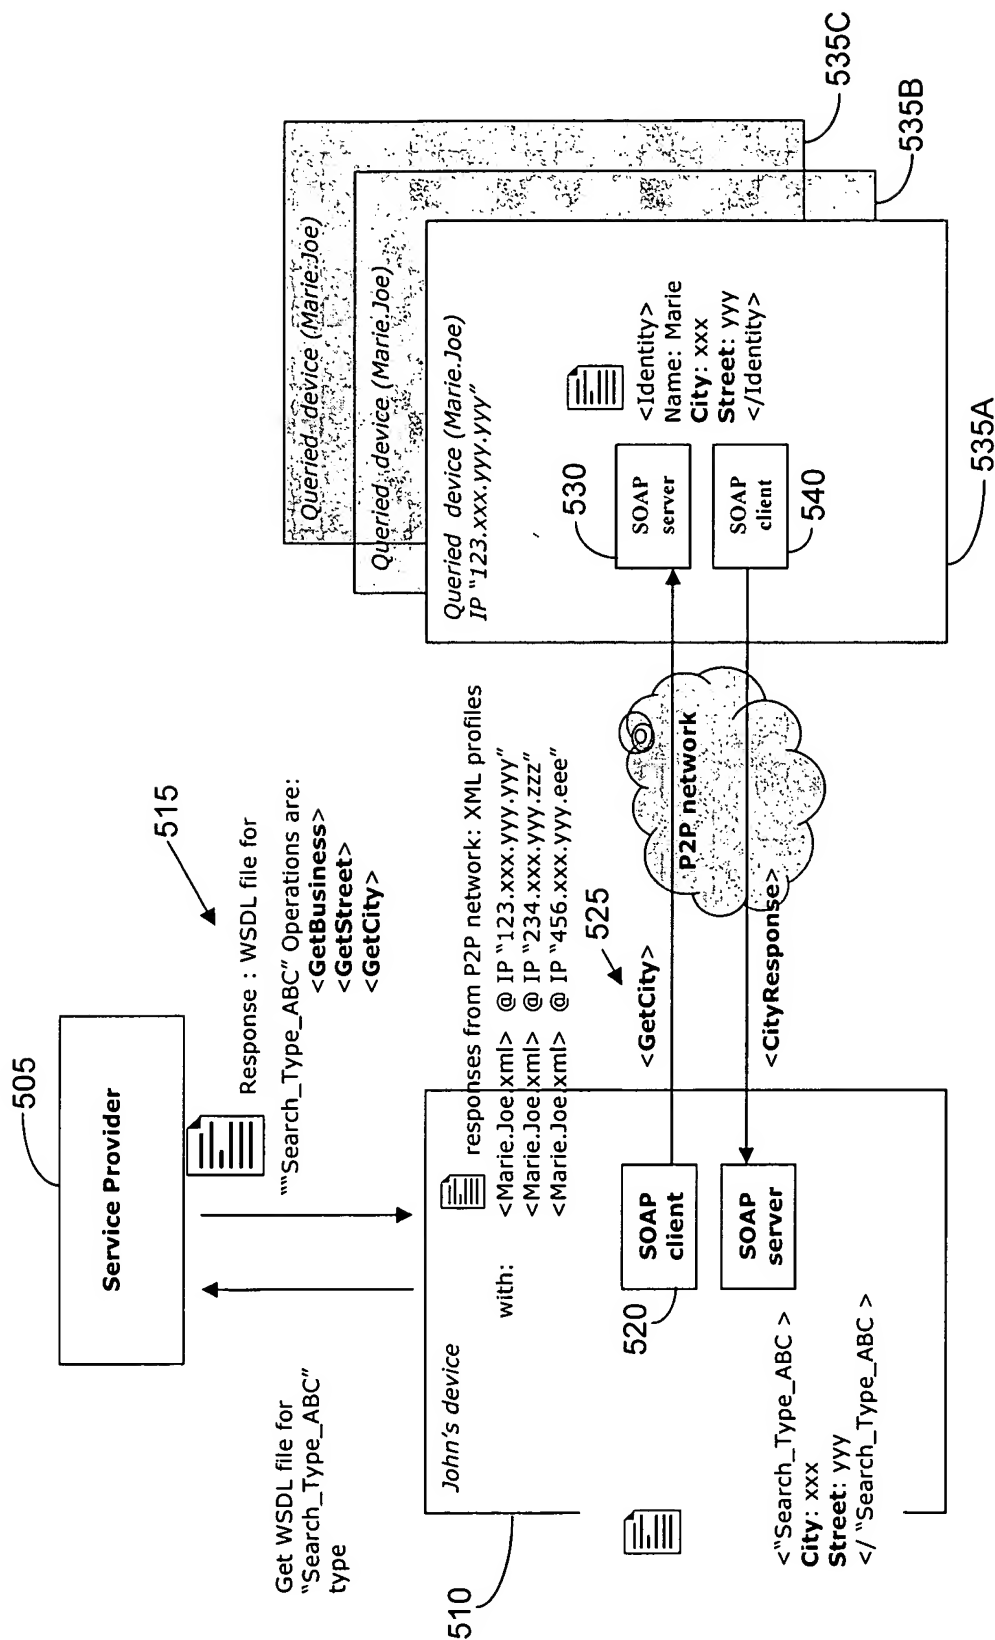 505
Service Provider
515
Get WSDL file for
"Search_Type_ABC"
type
Response : WSDL file for
""Search_Type_ABC" Operations are:
<GetBusiness>
<GetStreet>
<GetCity>
510
John's device
with:
responses from P2P network: XML profiles
<Marie.Joe.xml> @ IP "123.xxx.yyy.yyy"
<Marie.Joe.xml> @ IP "234.xxx.yyy.zzz"
<Marie.Joe.xml> @ IP "456.xxx.yyy.eee"
525
520
SOAP
client
<GetCity>
P2P network
SOAP
server
<CityResponse>
<"Search_Type_ABC >
City: xxx
Street: yyy
</ "Search_Type_ABC >
Queried device (Marie.Joe)
535C
Queried device (Marie.Joe)
535B
Queried device (Marie.Joe)
IP "123.xxx.yyy.yyy"
530
SOAP
server
SOAP
client
540
<Identity>
Name: Marie
City: xxx
Street: yyy
</Identity>
535A